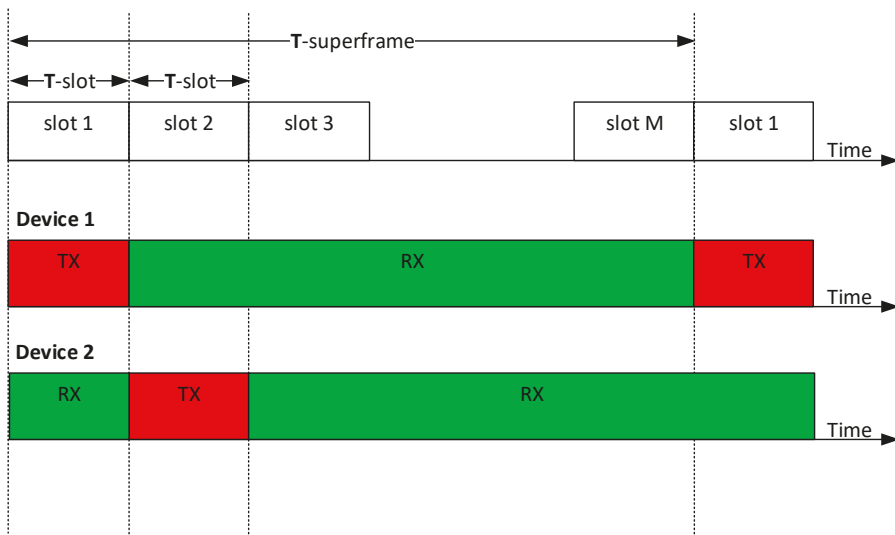 T-superframe
T-slot T-slot
slot 1 slot 2 slot 3 slot M slot 1
Time
Device 1
TX RX TX
Time
Device 2
RX TX RX
Time